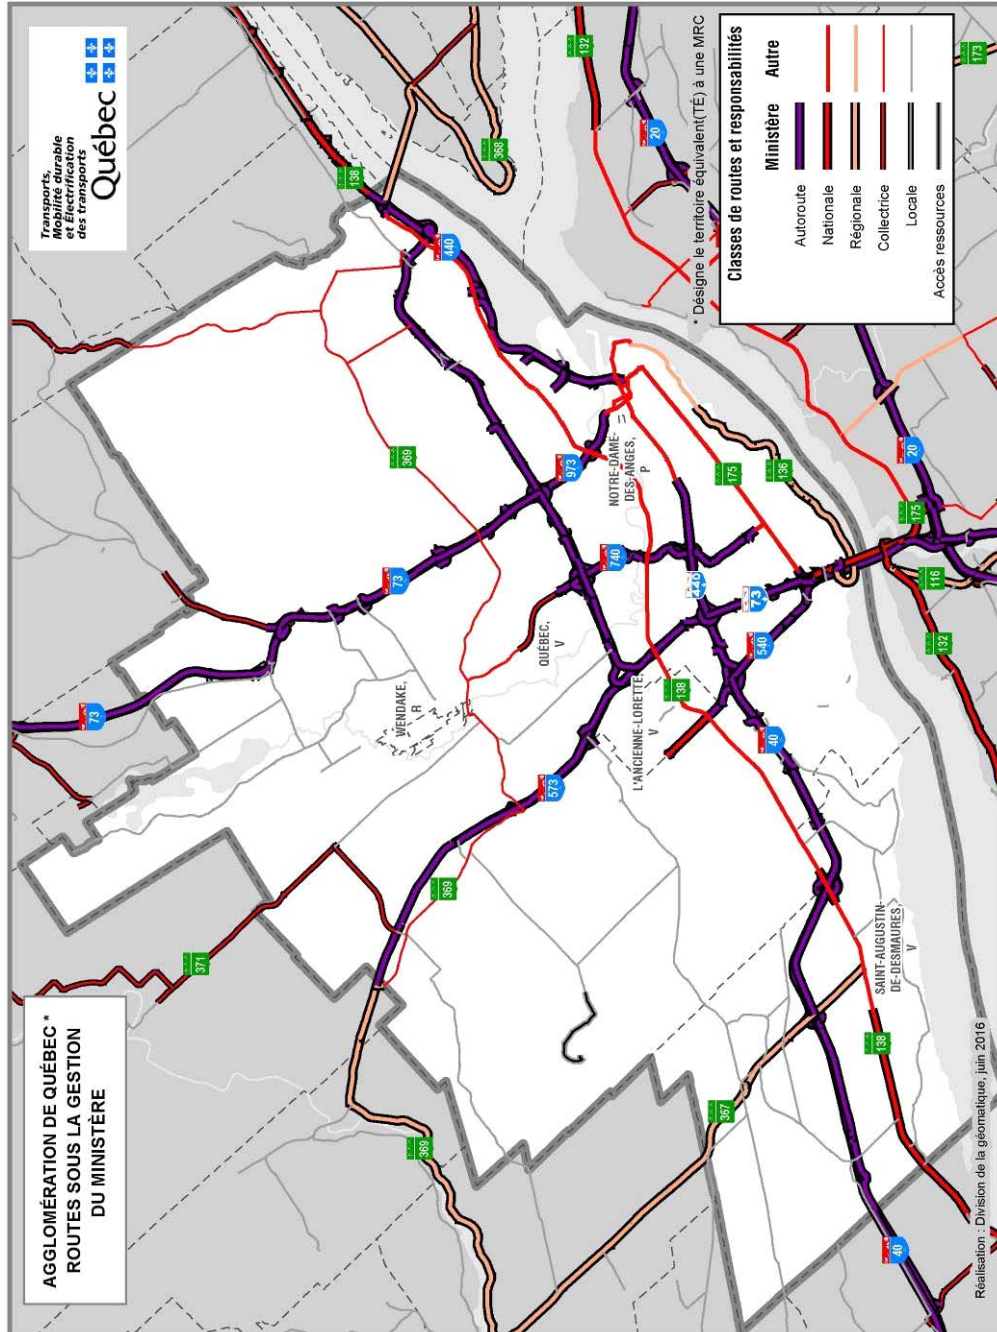 AGGLOMÉRATION DE QUÉBEC *
ROUTES SOUS LA GESTION
DU MINISTÈRE
Transports,
Mobilité durable
et Électrification
des transports
Québec
371
73
369
369
573
369
73
369
973
138
440
368
132
20
173
WENDAKE,
R
QUÉBEC,
V
L'ANCIENNE-LORETTE,
V
NOTRE-DAME-
DES-ANGES,
P
SAINT-AUGUSTIN-
DE-DESMAURES,
V
740
138
440
73
540
40
175
136
175
20
116
132
367
138
40
* Désigne le territoire équivalent(TÉ) à une MRC
Classes de routes et responsabilités
Ministère Autre
Autoroute
Nationale
Régionale
Collectrice
Locale
Accès ressources
Réalisation : Division de la géomatique, juin 2016